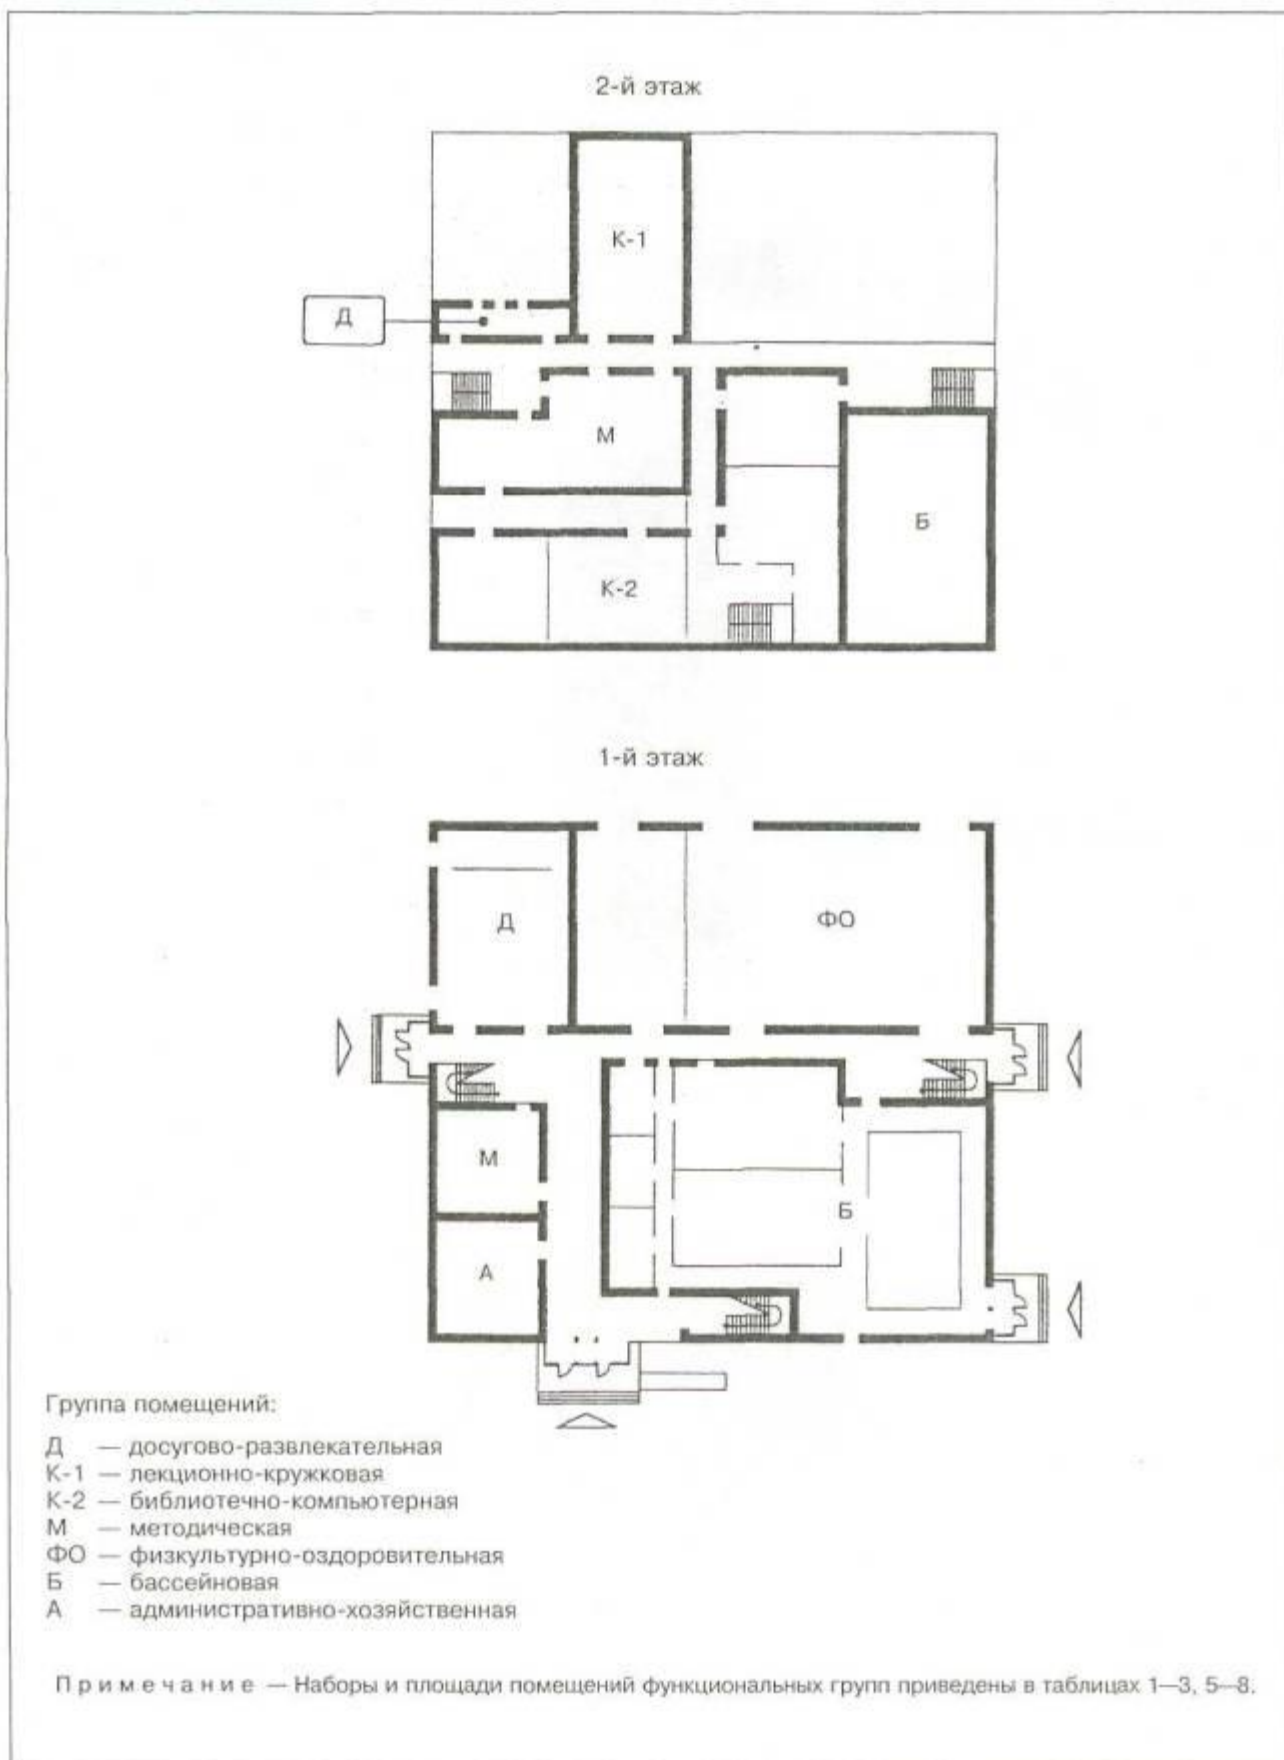 2-й этаж
К-1
Д
М
Б
К-2
1-й этаж
Д
ФО
М
Б
А
Группа помещений:
Д — досугово-развлекательная
К-1 — лекционно-кружковая
К-2 — библиотечно-компьютерная
М — методическая
ФО — физкультурно-оздоровительная
Б — бассейновая
А — административно-хозяйственная
Примечание — Наборы и площади помещений функциональных групп приведены в таблицах 1—3, 5—8.